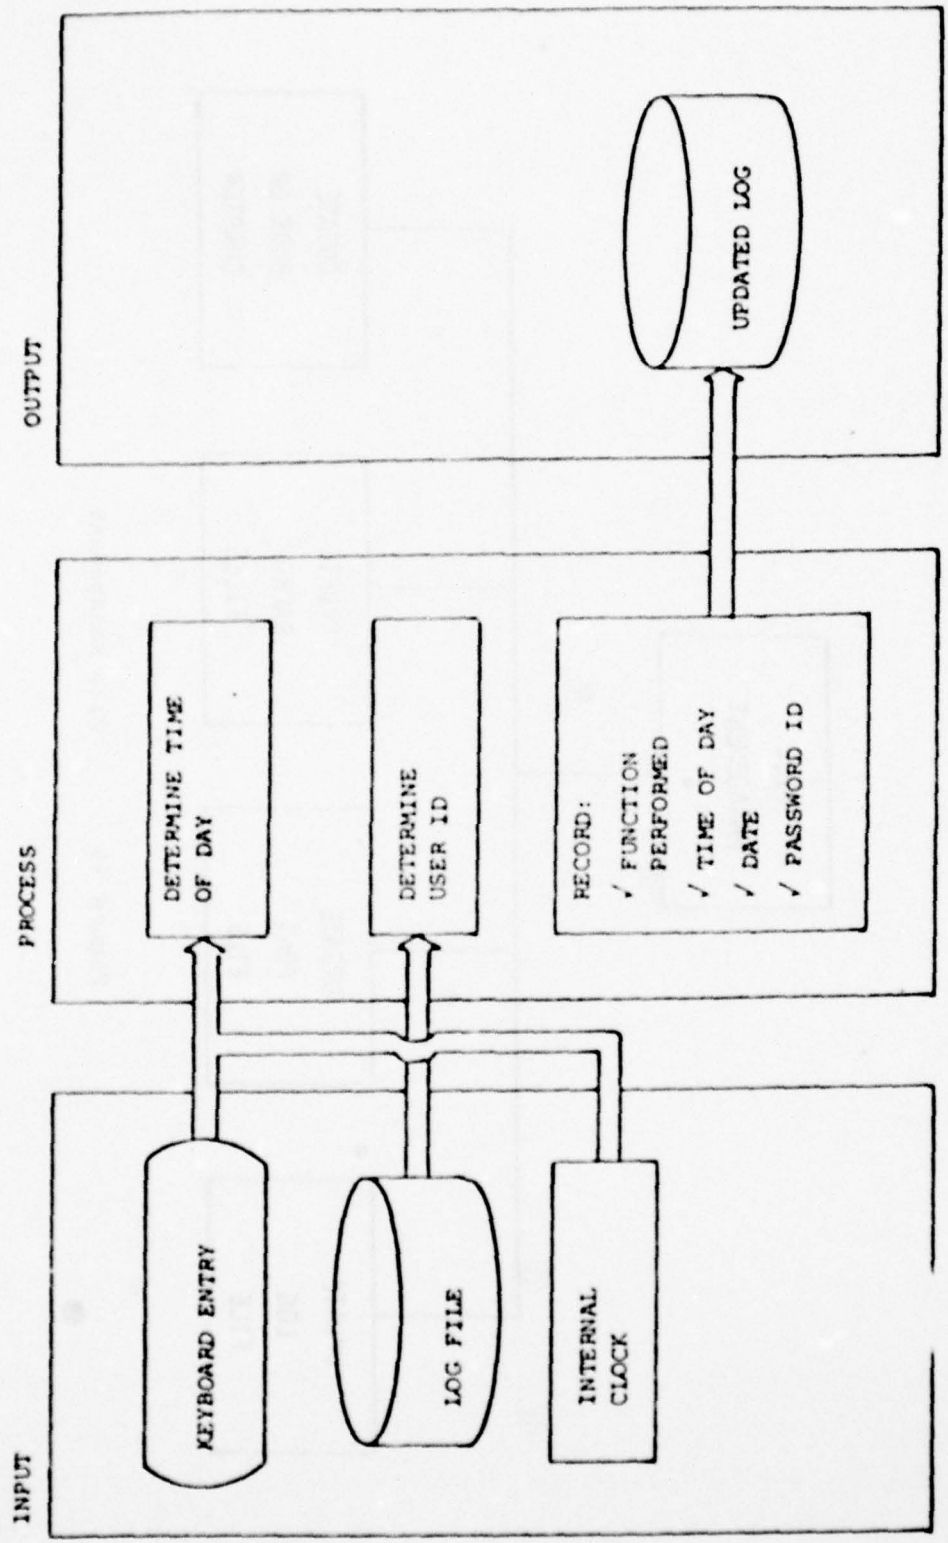 INPUT
KEYBOARD ENTRY
LOG FILE
INTERNAL
CLOCK
PROCESS
DETERMINE TIME
OF DAY
DETERMINE
USER ID
RECORD:
✓ FUNCTION
PERFORMED
✓ TIME OF DAY
✓ DATE
✓ PASSWORD ID
OUTPUT
UPDATED LOG